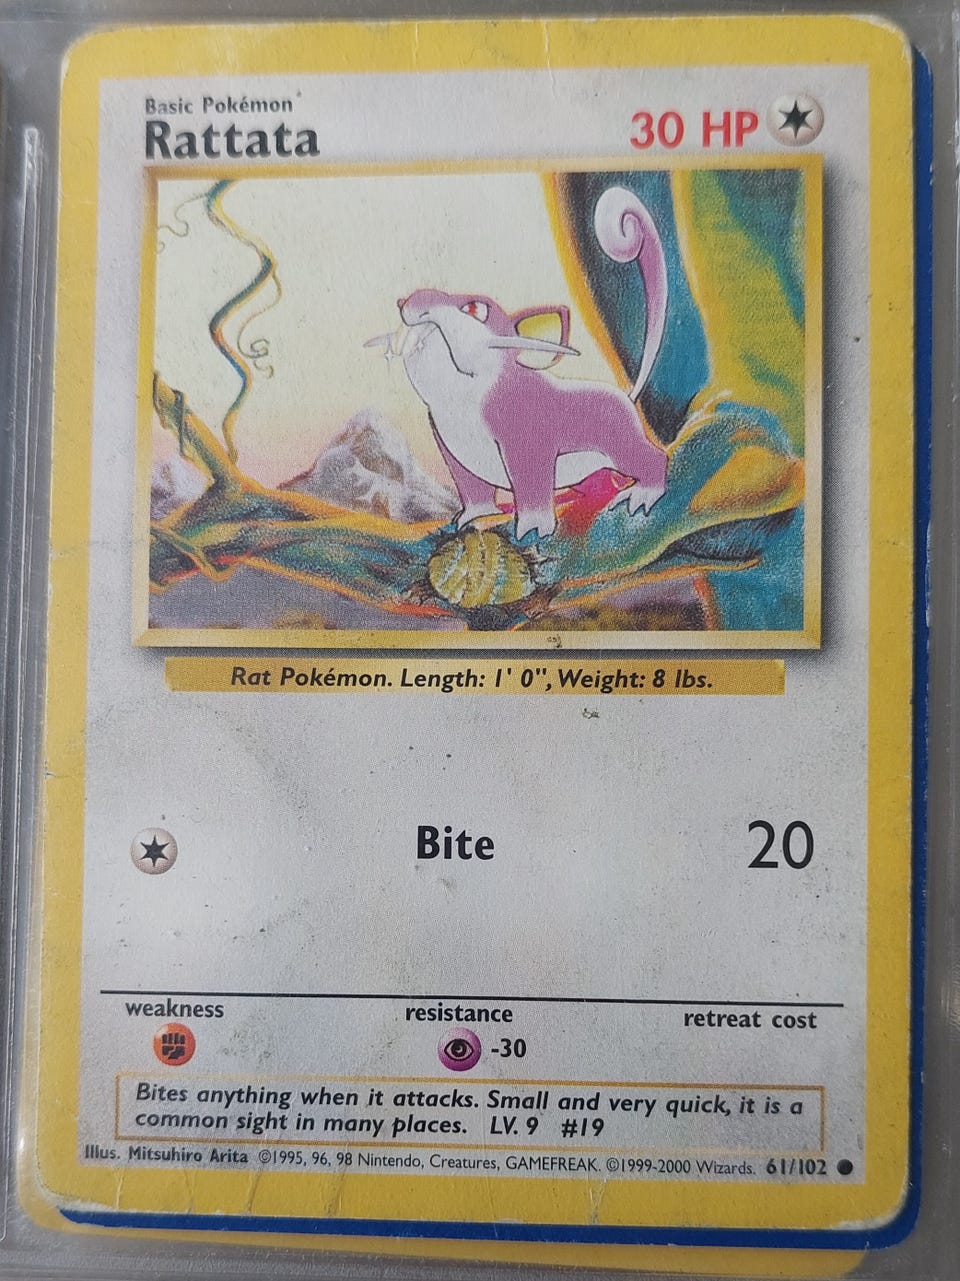 Basic Pokémon
Rattata
30 HP
Rat Pokémon. Length: 1' 0", Weight: 8 lbs.
Bite 20
weakness resistance retreat cost
-30
Bites anything when it attacks. Small and very quick, it is a
common sight in many places. LV. 9 #19
Illus. Mitsuhiro Arita ©1995, 96, 98 Nintendo, Creatures, GAMEFREAK. ©1999-2000 Wizards. 61/102